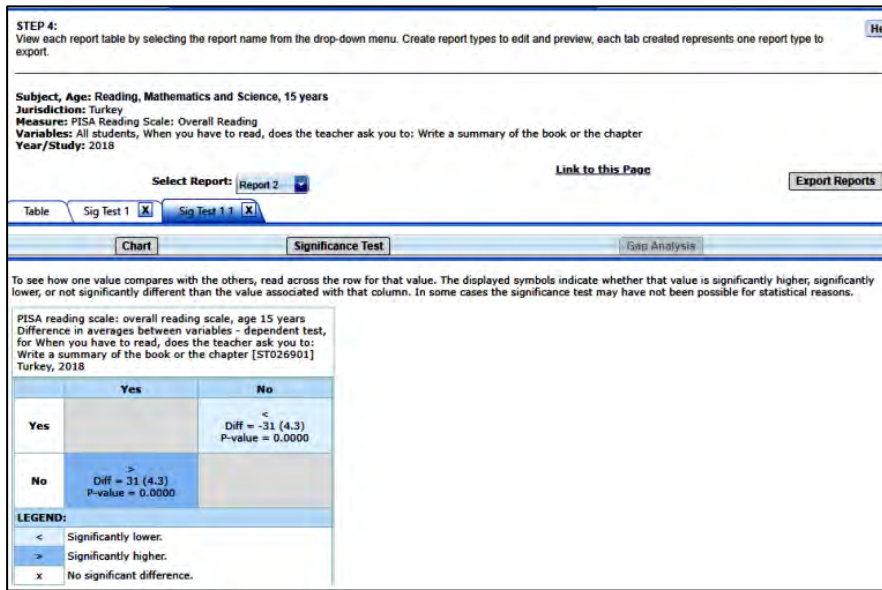 STEP 4:
View each report table by selecting the report name from the drop-down menu. Create report types to edit and preview, each tab created represents one report type to
export.
He
Subject, Age: Reading, Mathematics and Science, 15 years
Jurisdiction: Turkey
Measure: PISA Reading Scale: Overall Reading
Variables: All students, When you have to read, does the teacher ask you to: Write a summary of the book or the chapter
Year/Study: 2018
Link to this Page
Select Report: Report 2
Export Reports
Table Sig Test 1 X Sig Test 1 1 X
Chart Significance Test Gap Analysis
To see how one value compares with the others, read across the row for that value. The displayed symbols indicate whether that value is significantly higher, significantly
lower, or not significantly different than the value associated with that column. In some cases the significance test may have not been possible for statistical reasons.
PISA reading scale: overall reading scale, age 15 years
Difference in averages between variables - dependent test,
for When you have to read, does the teacher ask you to:
Write a summary of the book or the chapter [ST026901]
Turkey, 2018
Yes No
Yes
<
Diff = -31 (4.3)
P-value = 0.0000
No
>
Diff = 31 (4.3)
P-value = 0.0000
LEGEND:
< Significantly lower.
> Significantly higher.
x No significant difference.